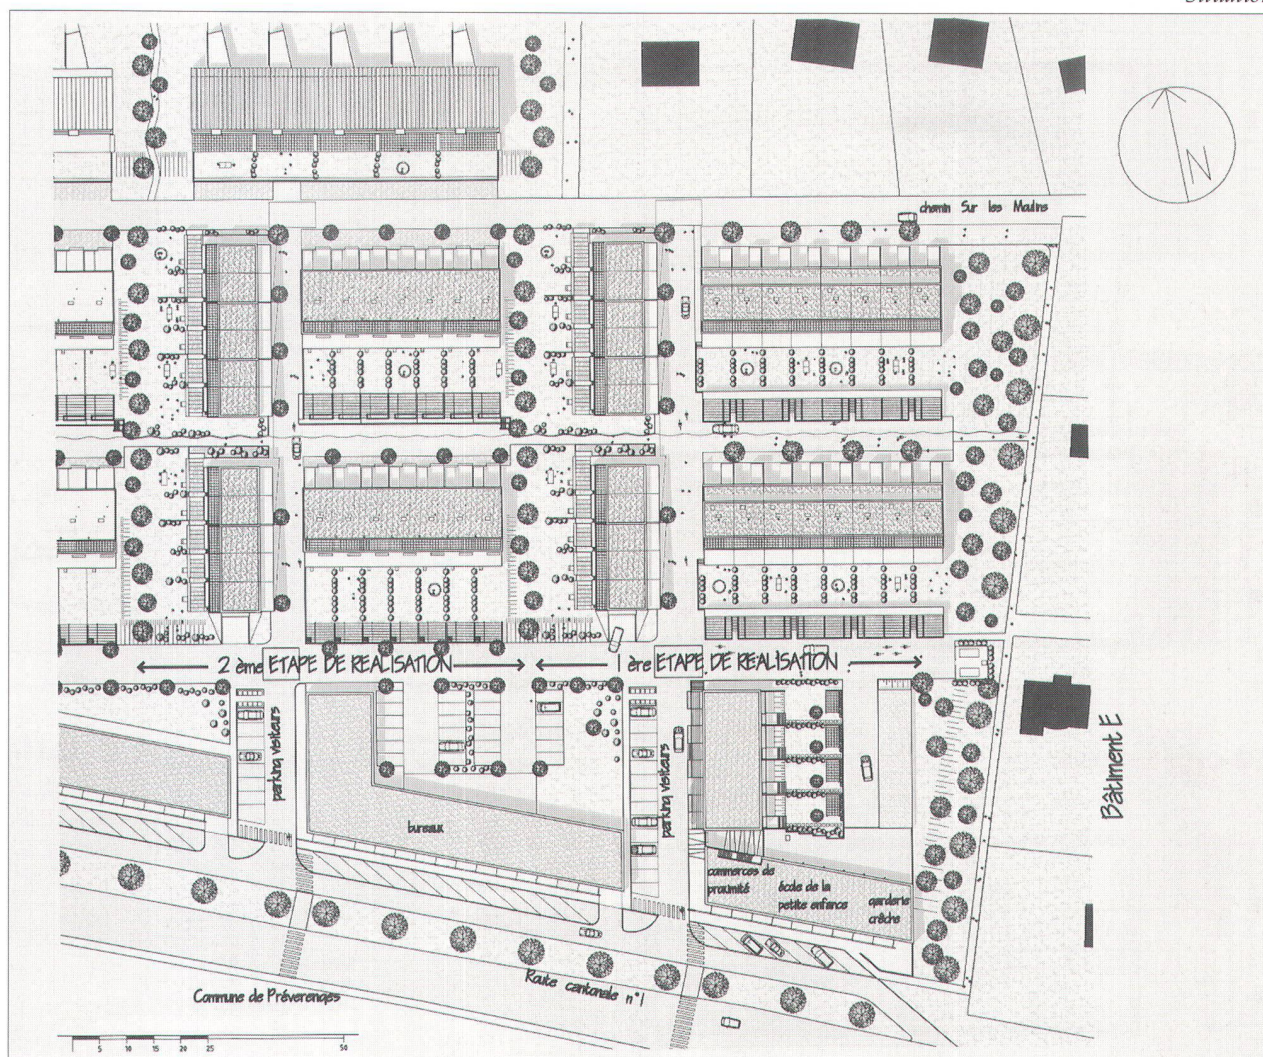 Situation
N
chemin Sur les Moulins
2 ème ETAPE DE REALISATION
1 ère ETAPE DE REALISATION
parking visiteurs
parking visiteurs
Bâtiment E
bureaux
commerces de
proximité
école de la
petite enfance
garderie
crèche
Route cantonale n°1
Commune de Préverenges
5 10 15 20 25 50